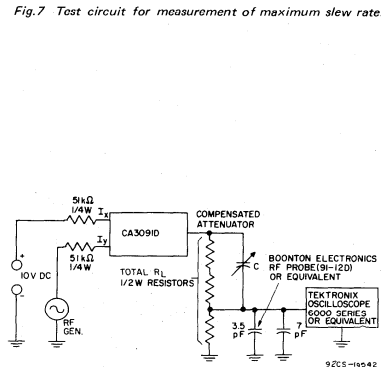 Fig.7 Test circuit for measurement of maximum slew rate
51kΩ
1/4W
Ix
CA3091D
COMPENSATED
ATTENUATOR
Iy
51kΩ
1/4W
+
10V DC
-
RF
GEN.
TOTAL RL
1/2W RESISTORS
C
BOONTON ELECTRONICS
RF PROBE(91-12D)
OR EQUIVALENT
TEKTRONIX
OSCILLOSCOPE
6000 SERIES
OR EQUIVALENT
3.5
pF
7
pF
92CS-19542